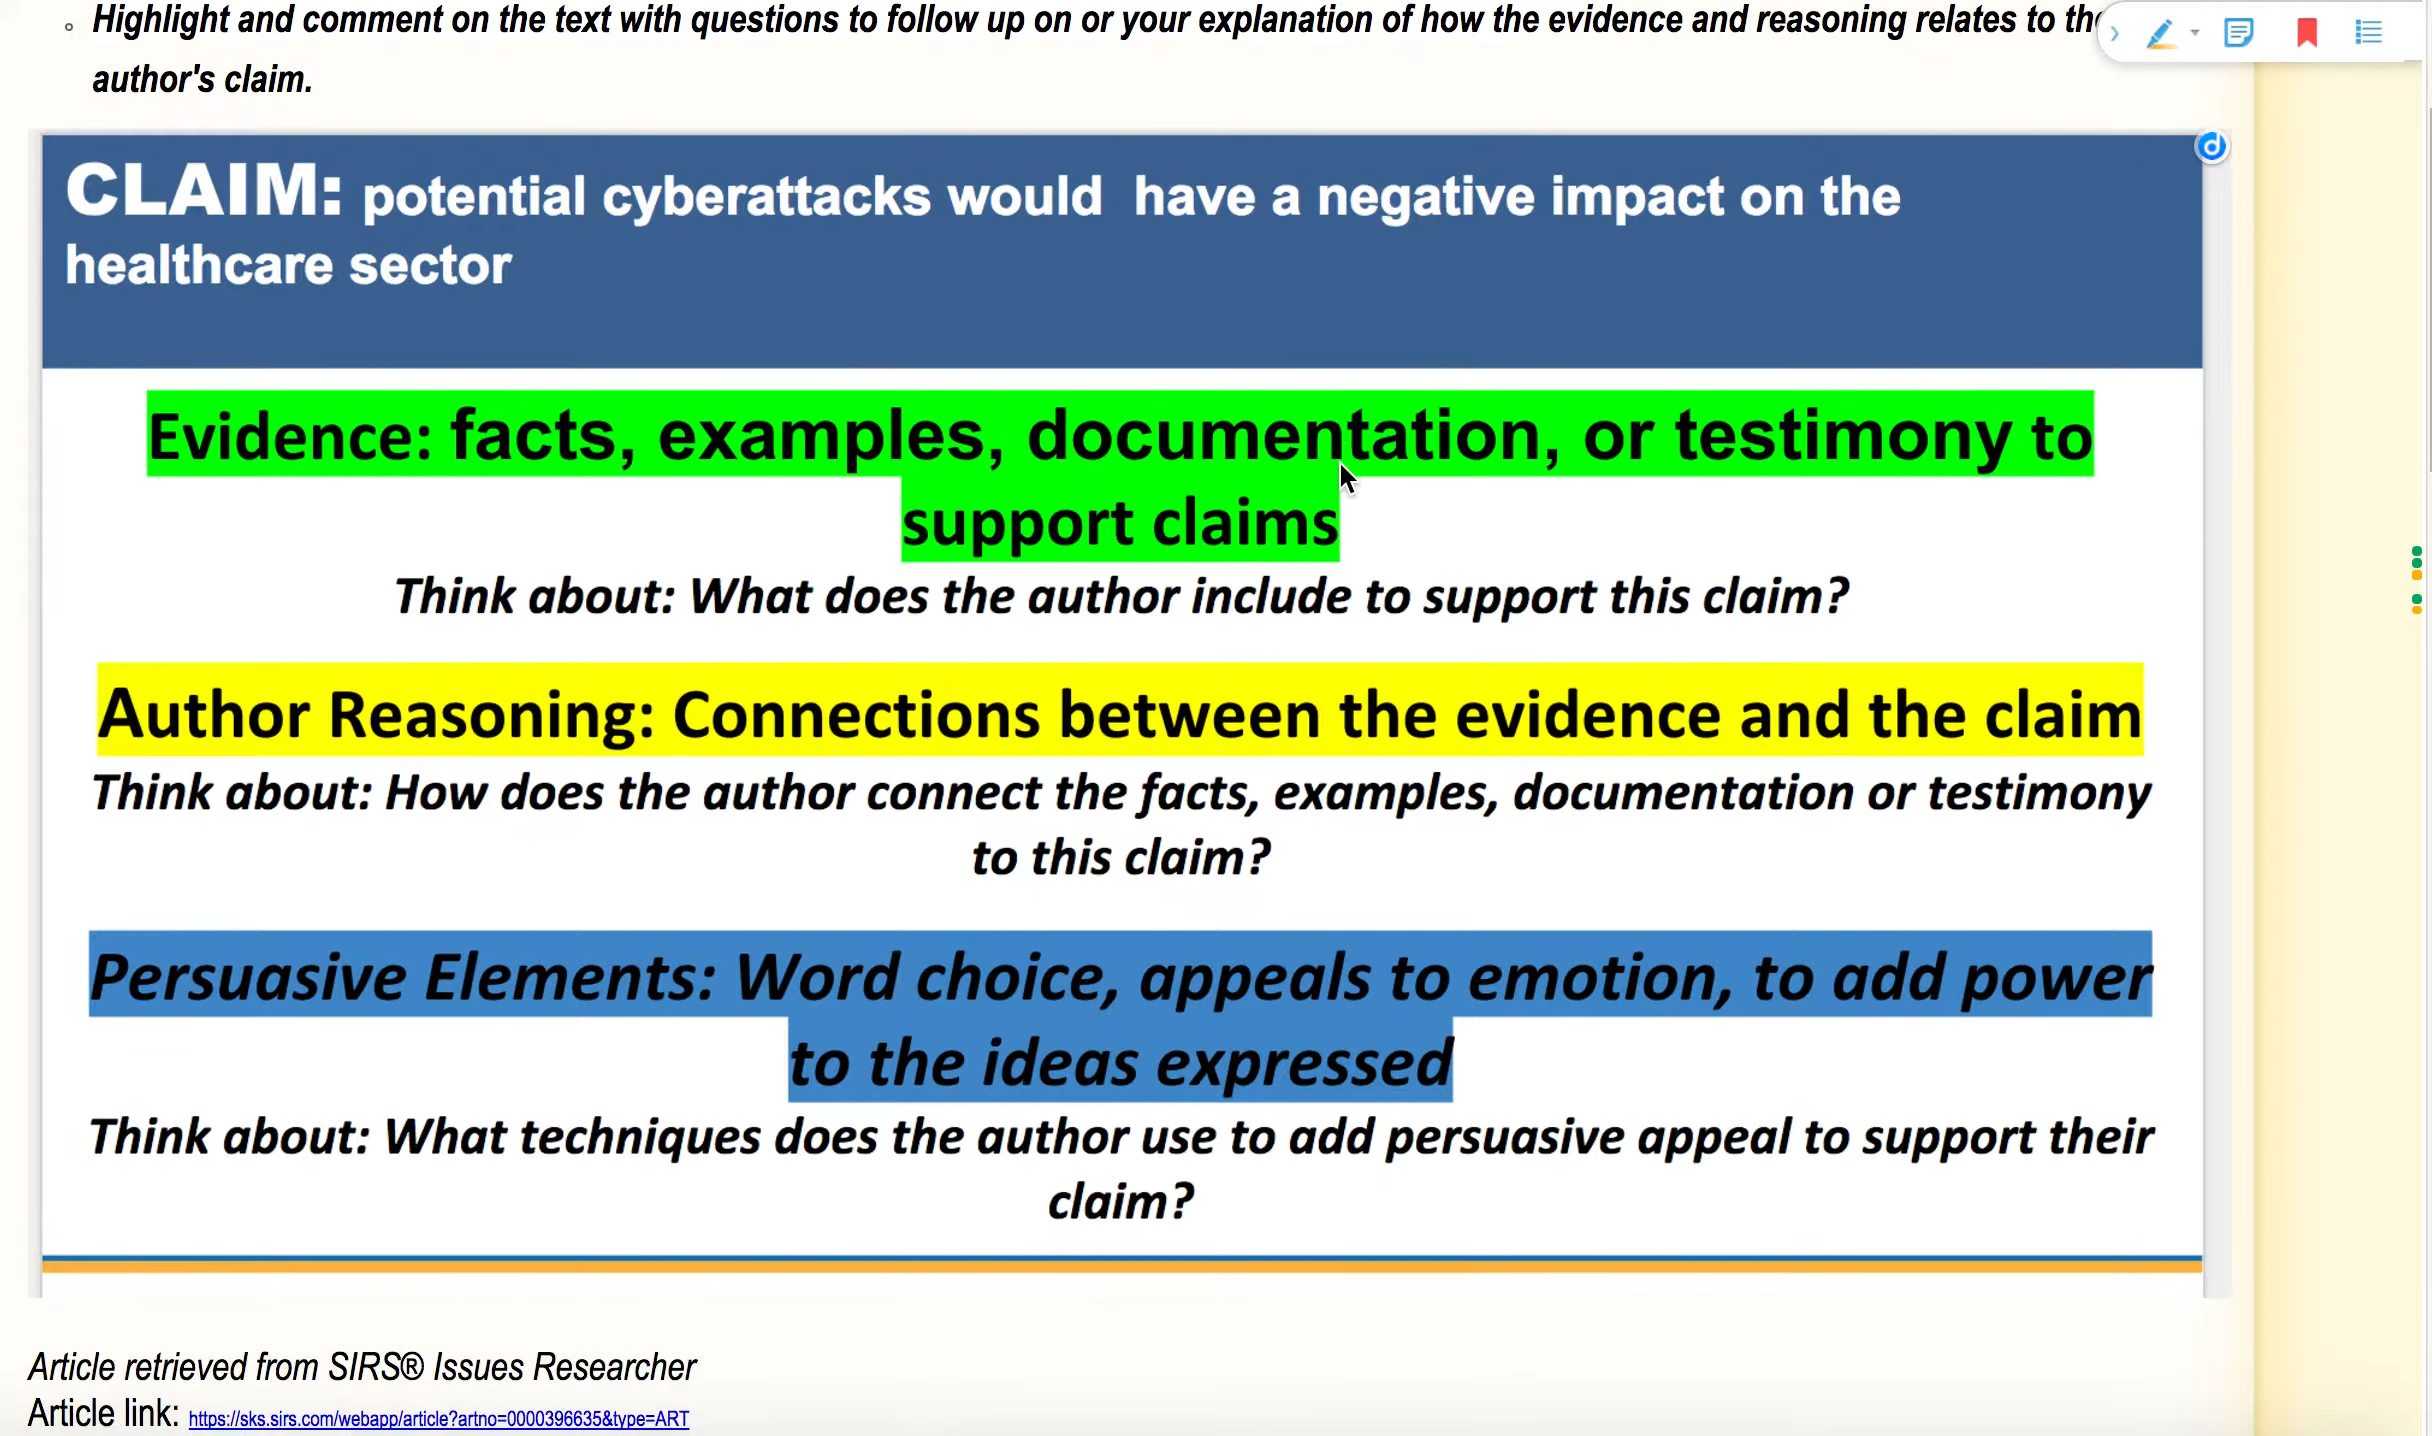 Highlight and comment on the text with questions to follow up on or your explanation of how the evidence and reasoning relates to the
author's claim.
CLAIM: potential cyberattacks would  have a negative impact on the
healthcare sector
Evidence: facts, examples, documentation, or testimony to
support claims
Think about: What does the author include to support this claim?
Author Reasoning: Connections between the evidence and the claim
Think about: How does the author connect the facts, examples, documentation or testimony
to this claim?
Persuasive Elements: Word choice, appeals to emotion, to add power
to the ideas expressed
Think about: What techniques does the author use to add persuasive appeal to support their
claim?
Article retrieved from SIRS® Issues Researcher
Article link: https://sks.sirs.com/webapp/article?artno=0000396635&type=ART